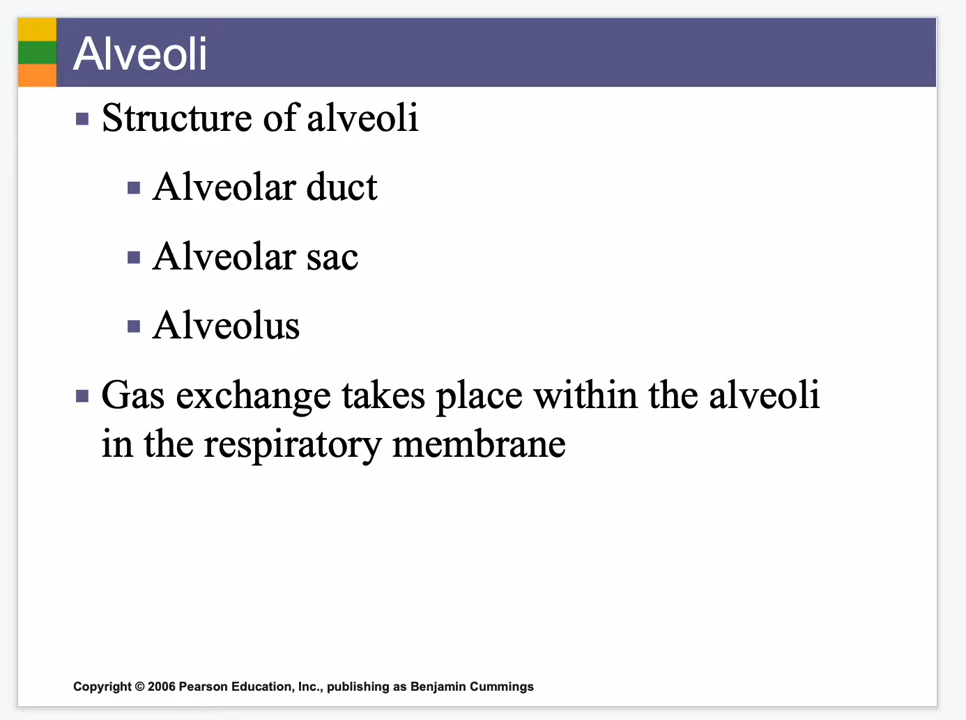 Alveoli
Structure of alveoli
Alveolar duct
Alveolar sac
Alveolus
Gas exchange takes place within the alveoli
in the respiratory membrane
Copyright © 2006 Pearson Education, Inc., publishing as Benjamin Cummings